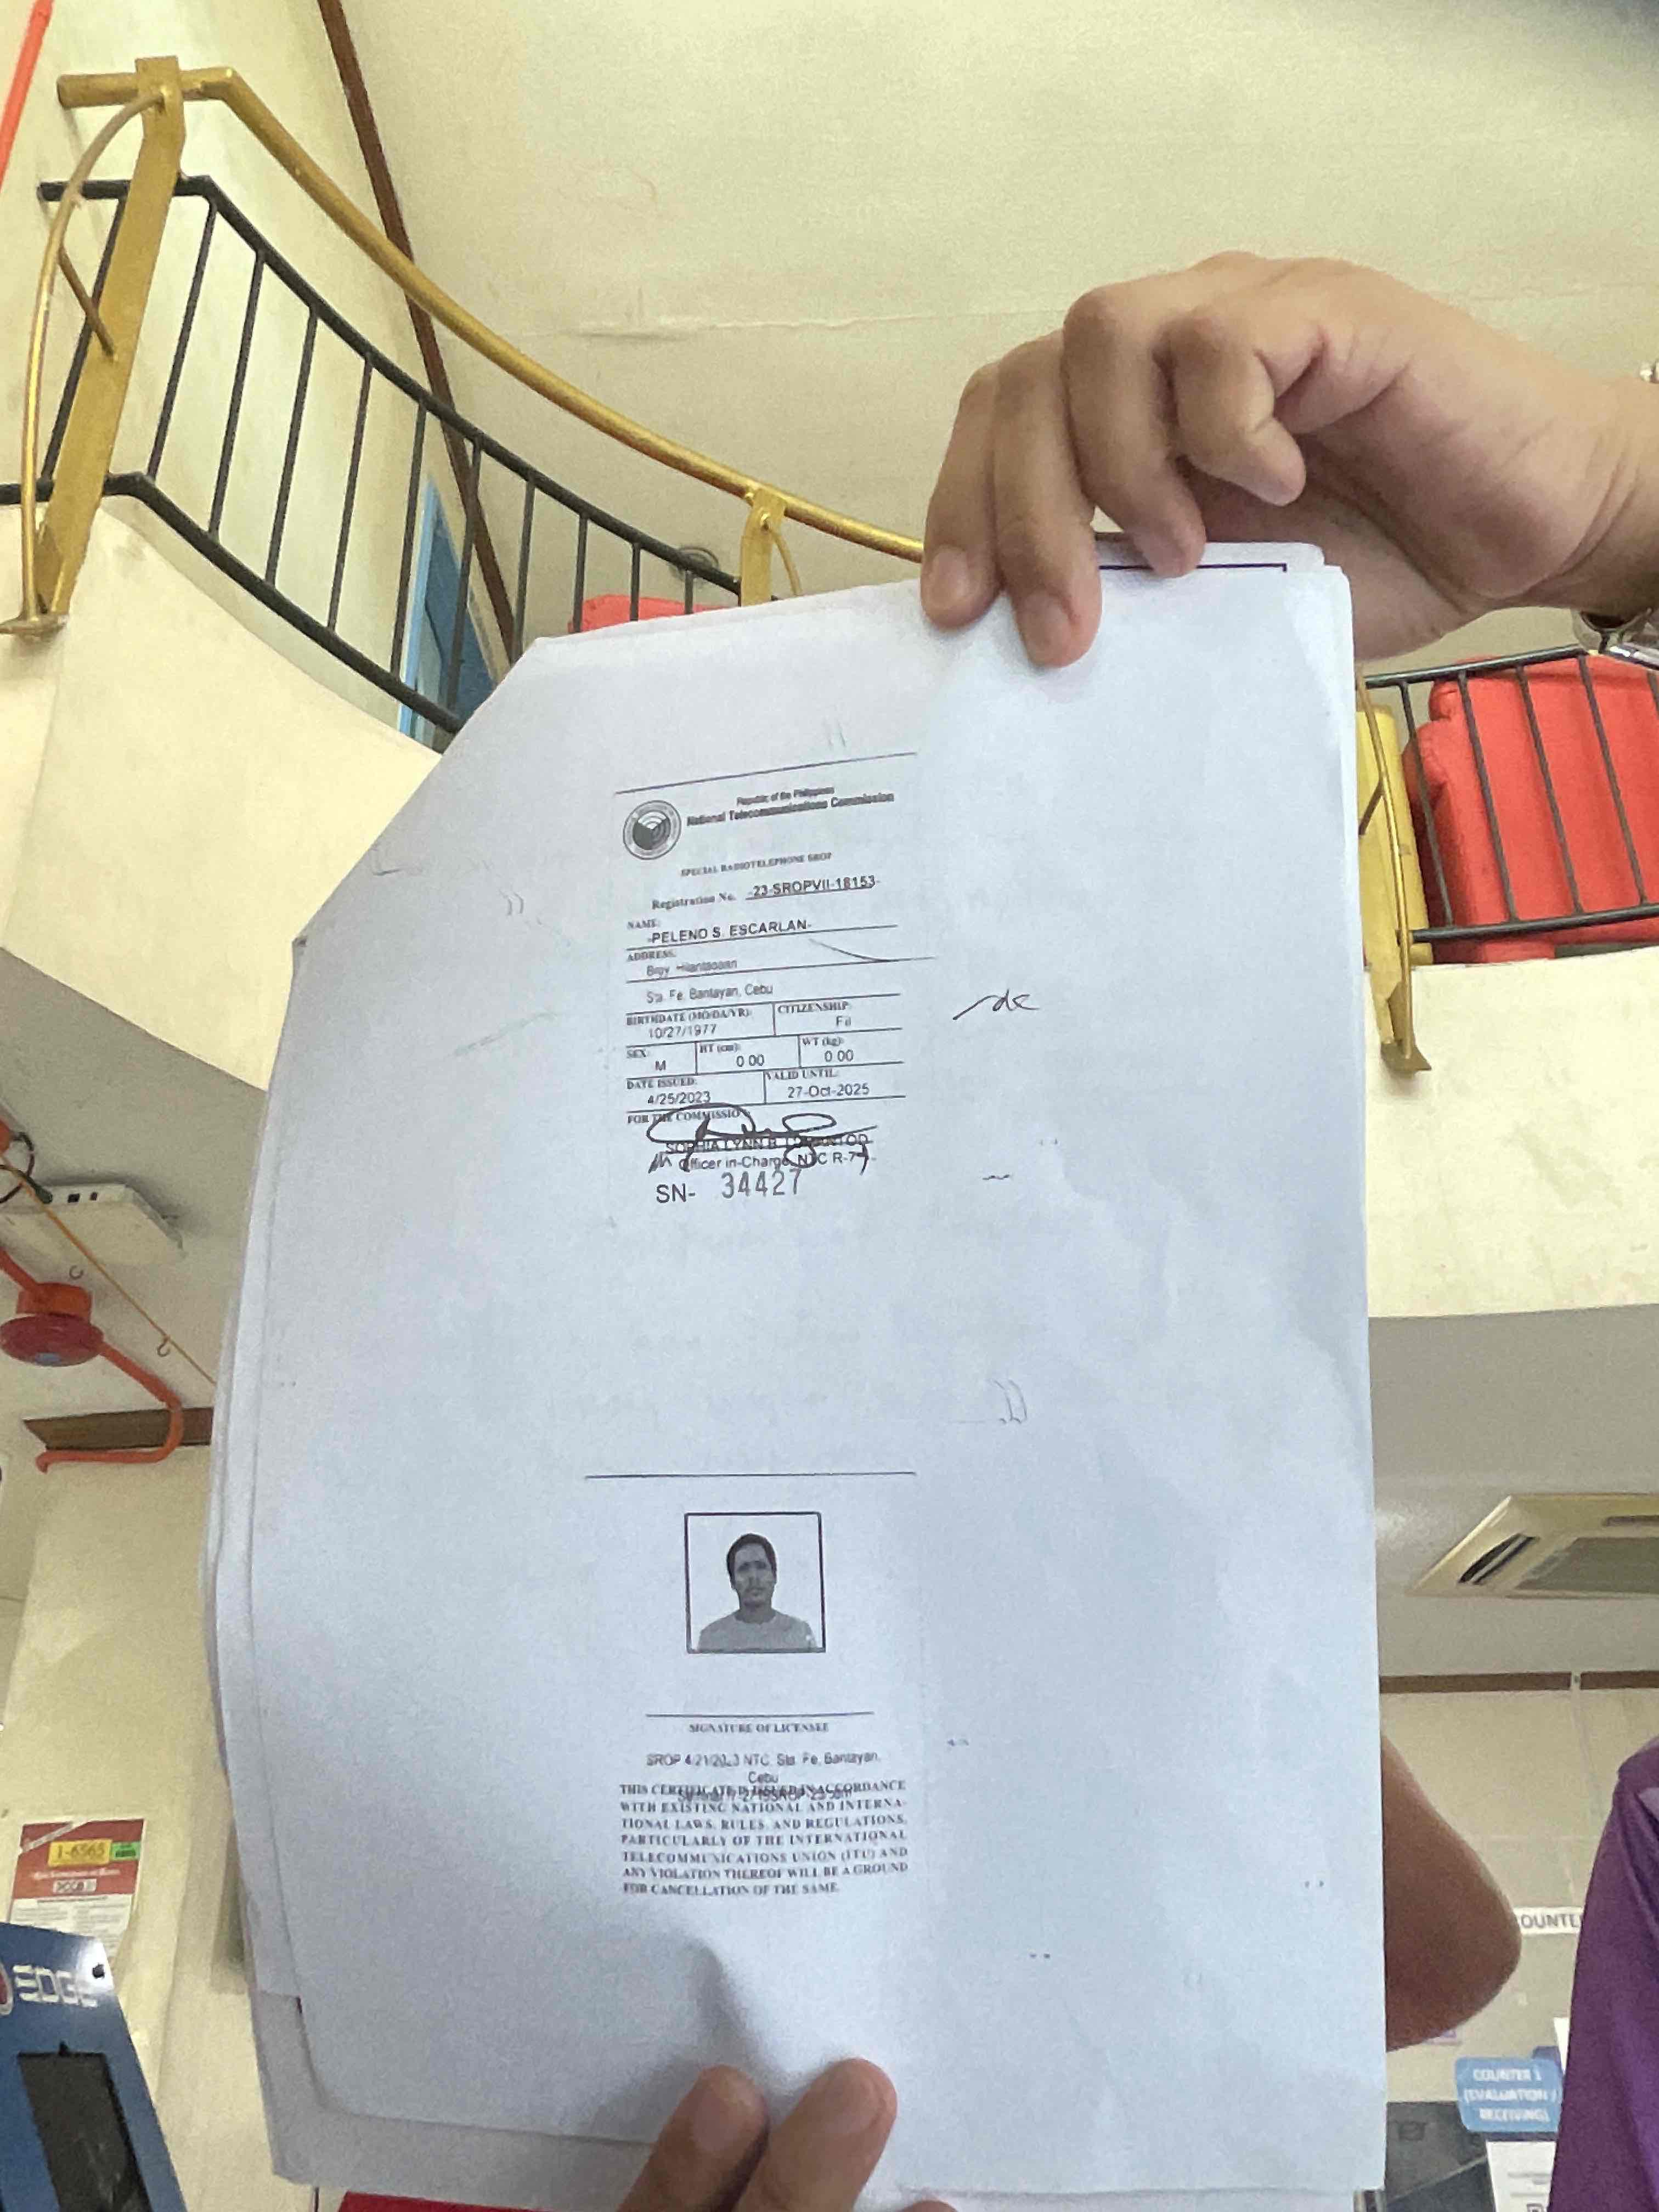 Republic of the Philippines
National Telecommunications Commission
SPECIAL RADIOTELEPHONE SROP
Registration No. -23-SROPVII-18153-
NAME:
-PELENO S. ESCARLAN-
ADDRESS:
Brgy.
Sta. Fe, Bantayan, Cebu
BIRTHDATE (MO/DA/YR): CITIZENSHIP:
10/27/1977 Fil
SEX: HT (cm): WT (kg):
M 0.00 0.00
DATE ISSUED: VALID UNTIL:
4/25/2023 27-Oct-2025
FOR THE COMMISSION
SOPHIA LYNN B.
Officer in-Charge, NTC R-7
SN- 34427
SIGNATURE OF LICENSEE
SROP 4/21/2023 NTC, Sta. Fe, Bantayan,
Cebu
THIS CERTIFICATE IS ISSUED IN ACCORDANCE
WITH EXISTING NATIONAL AND INTERNA-
TIONAL LAWS, RULES, AND REGULATIONS,
PARTICULARLY OF THE INTERNATIONAL
TELECOMMUNICATIONS UNION (ITU) AND
ANY VIOLATION THEREOF WILL BE A GROUND
FOR CANCELLATION OF THE SAME.
1-6565
EDGE
COUNTE
COUNTER 1
(EVALUATION /
RECEIVING)